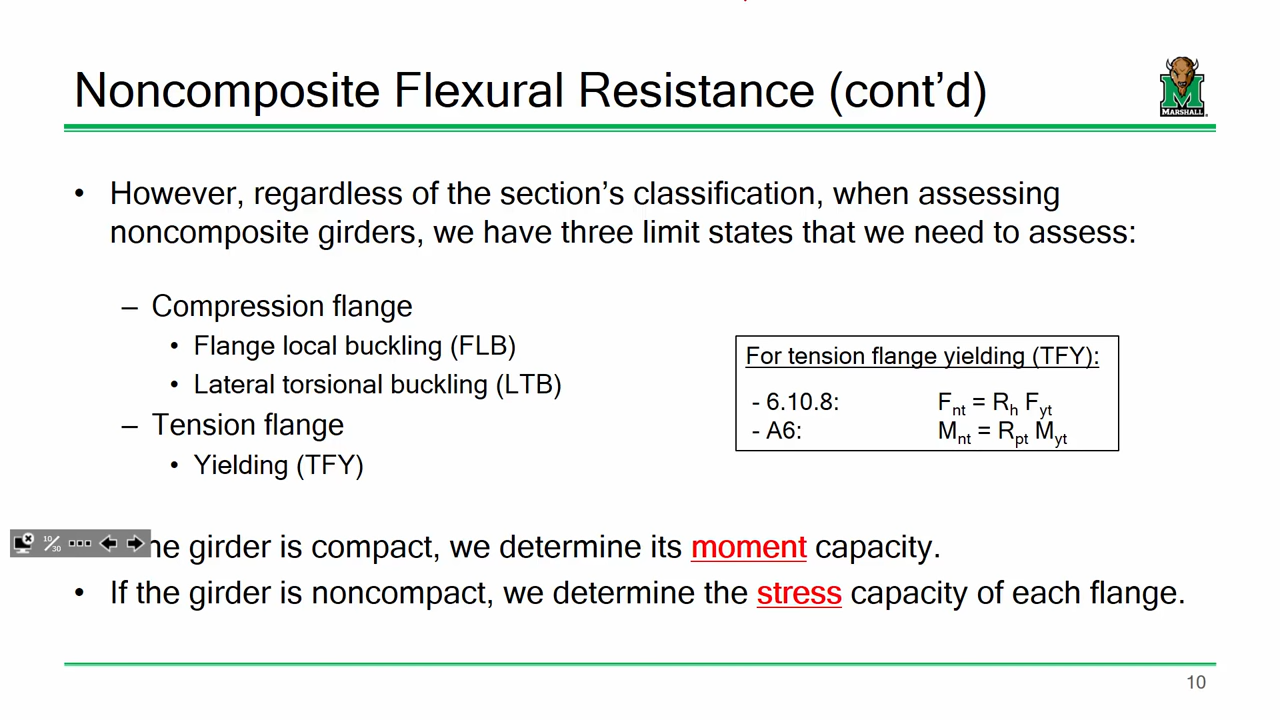 Noncomposite Flexural Resistance (cont’d)
MARSHALL
• However, regardless of the section’s classification, when assessing
noncomposite girders, we have three limit states that we need to assess:
– Compression flange
• Flange local buckling (FLB)
• Lateral torsional buckling (LTB)
– Tension flange
• Yielding (TFY)
For tension flange yielding (TFY):
- 6.10.8: Fnt = Rh Fyt
- A6: Mnt = Rpt Myt
10/30
he girder is compact, we determine its moment capacity.
• If the girder is noncompact, we determine the stress capacity of each flange.
10